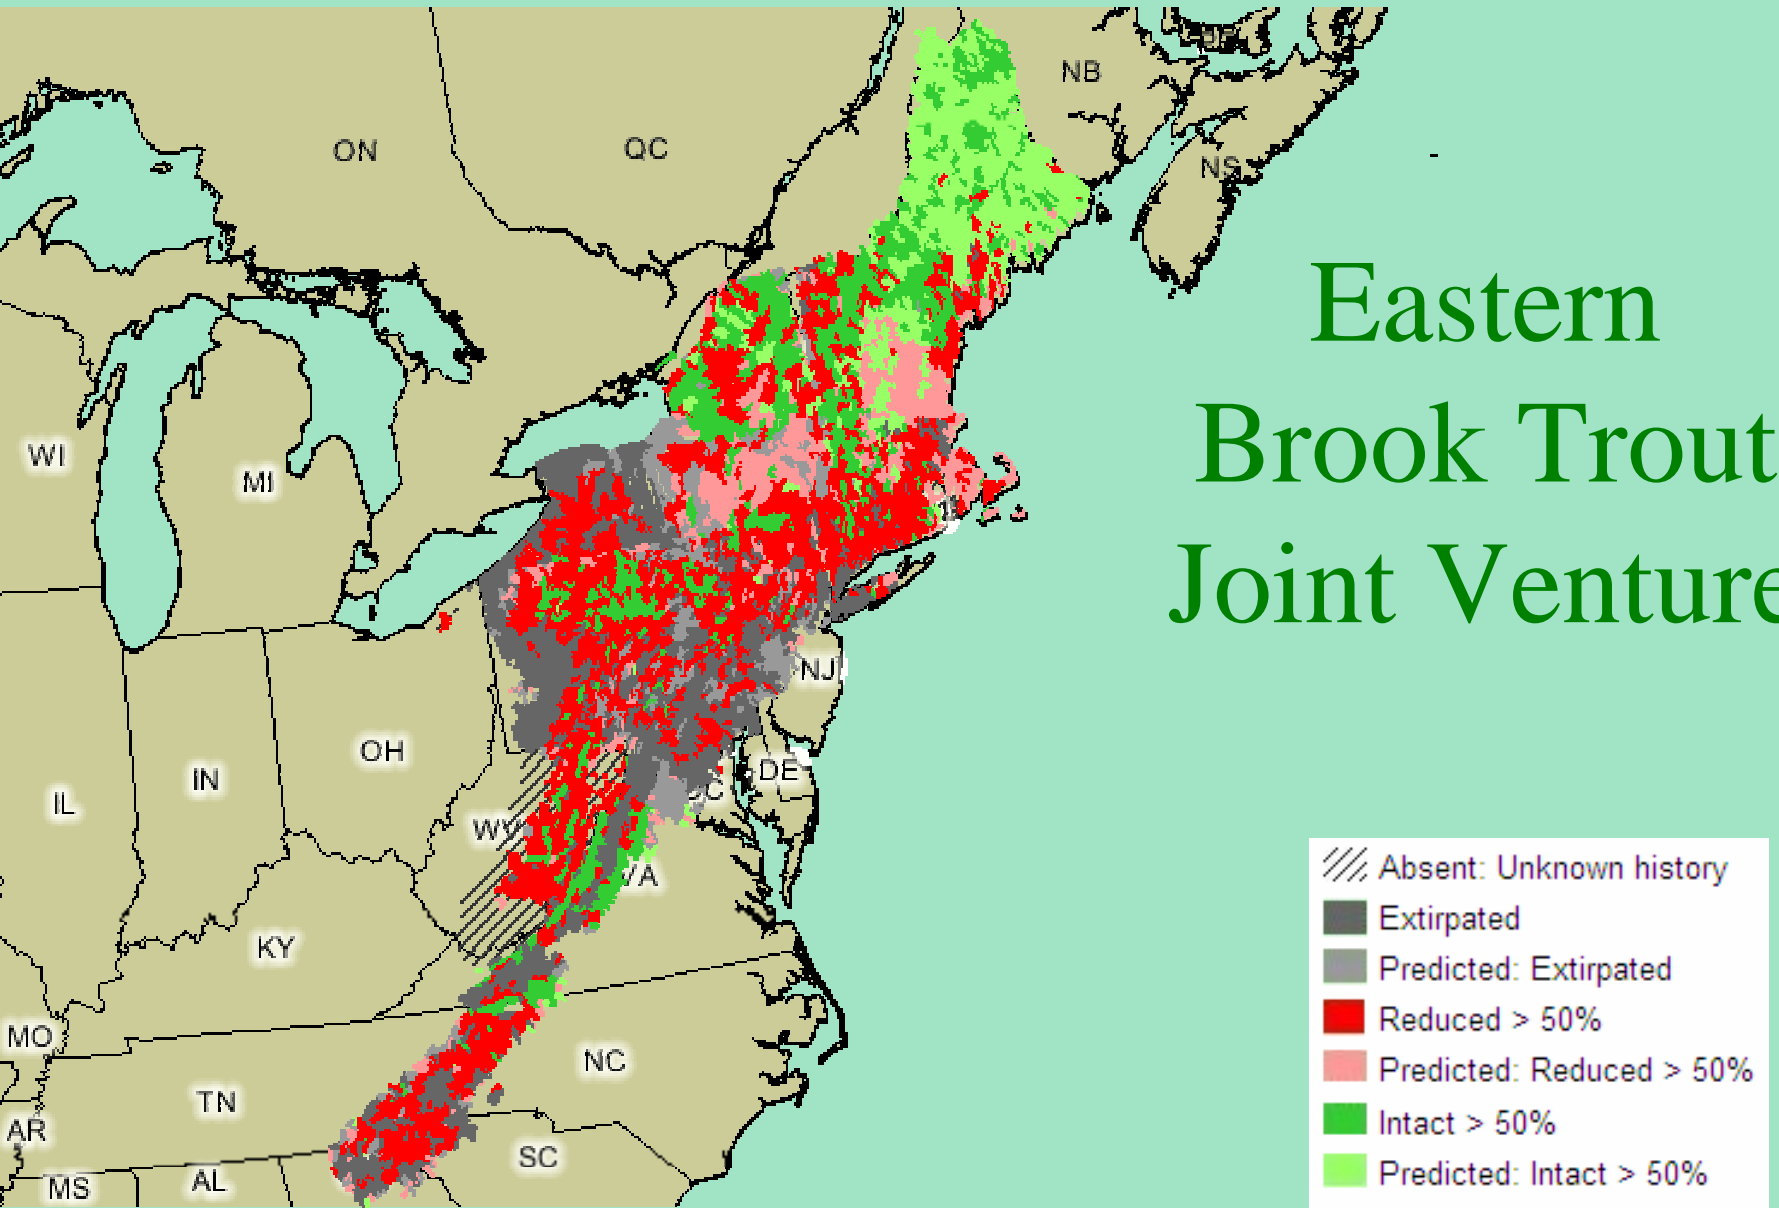 NB
ON
QC
NS
Eastern
Brook Trout
Joint Venture
WI
MI
NJ
OH
DE
IN
IL
WV
VA
Absent: Unknown history
Extirpated
KY
Predicted: Extirpated
Reduced > 50%
MO
NC
Predicted: Reduced > 50%
TN
AR
Intact > 50%
SC
Predicted: Intact > 50%
MS
AL